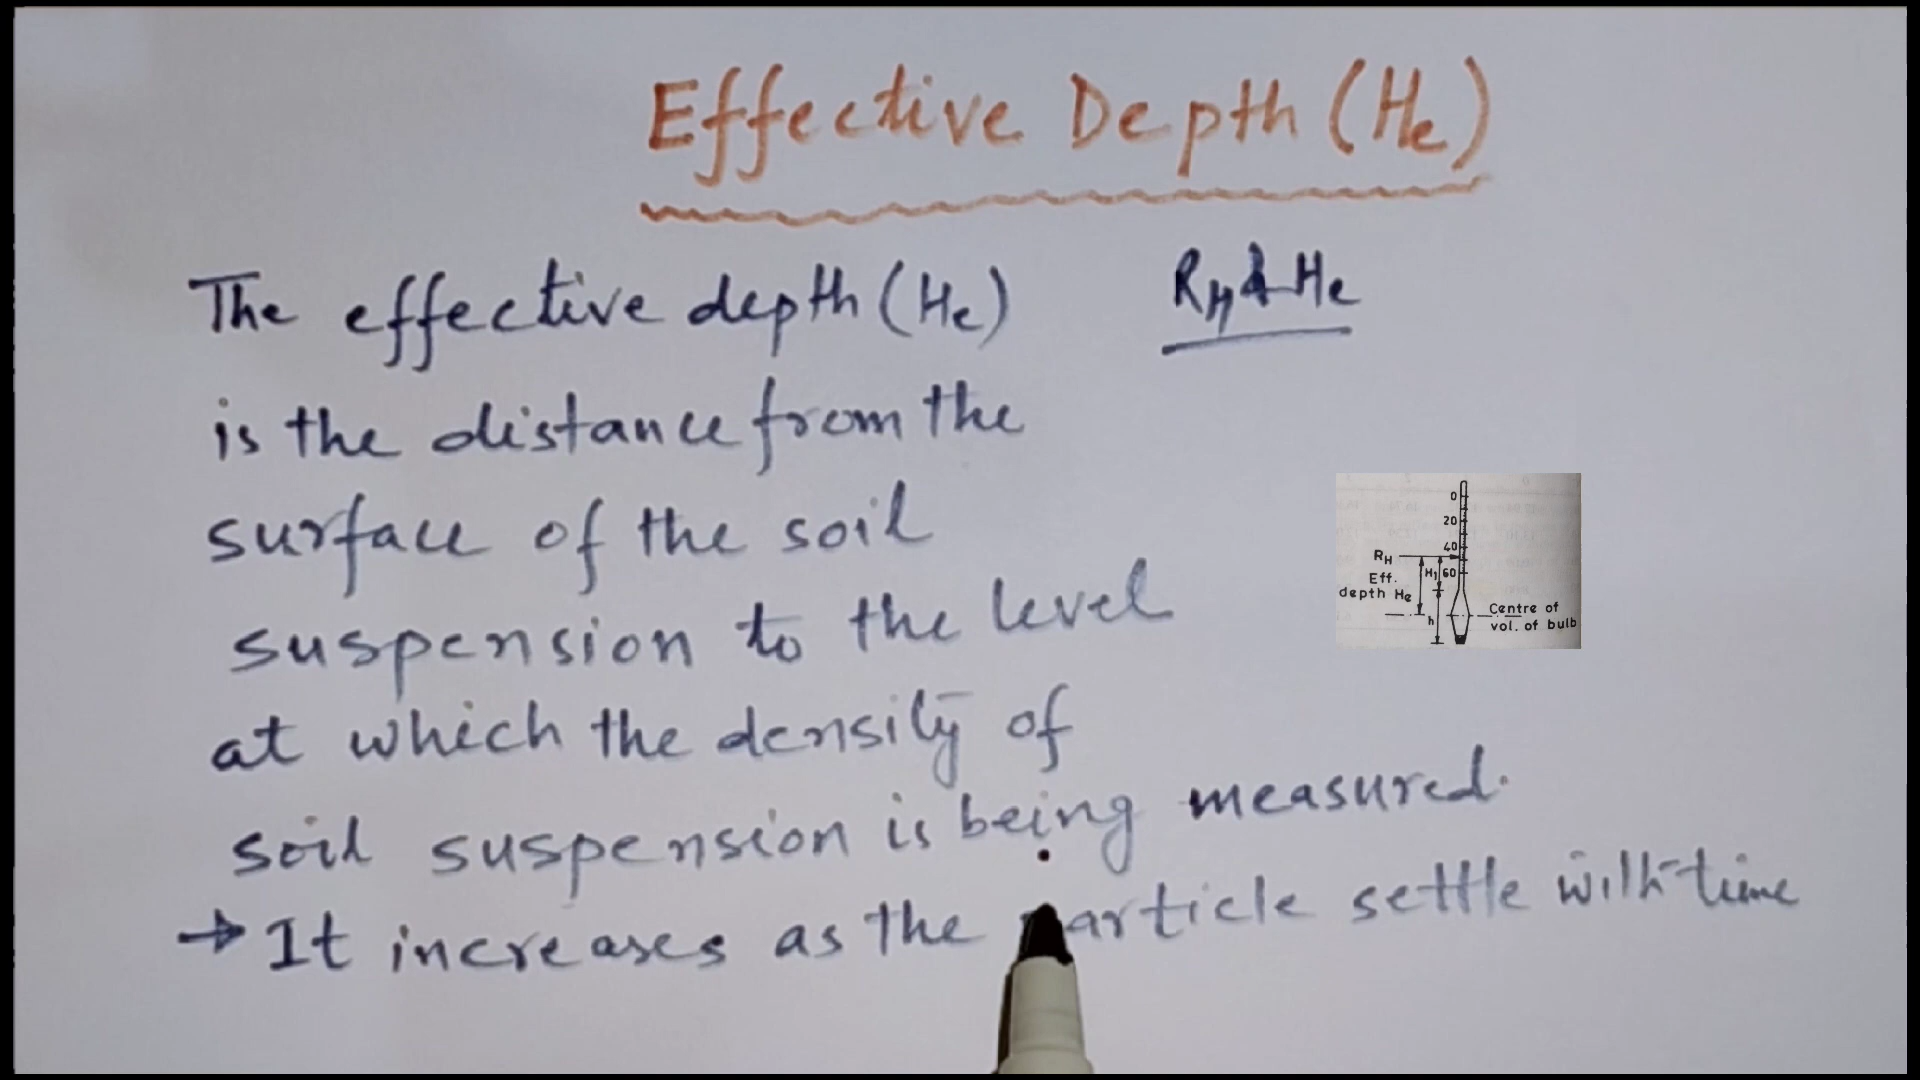 Effective Depth (He)
The effective depth (He)
RH & He
is the distance from the
surface of the soil
suspension to the level
at which the density of
soil suspension is being measured.
→ It increases as the particle settle with time
0
20
40
RH
H1 60
Eff.
depth He
h
Centre of
vol. of bulb